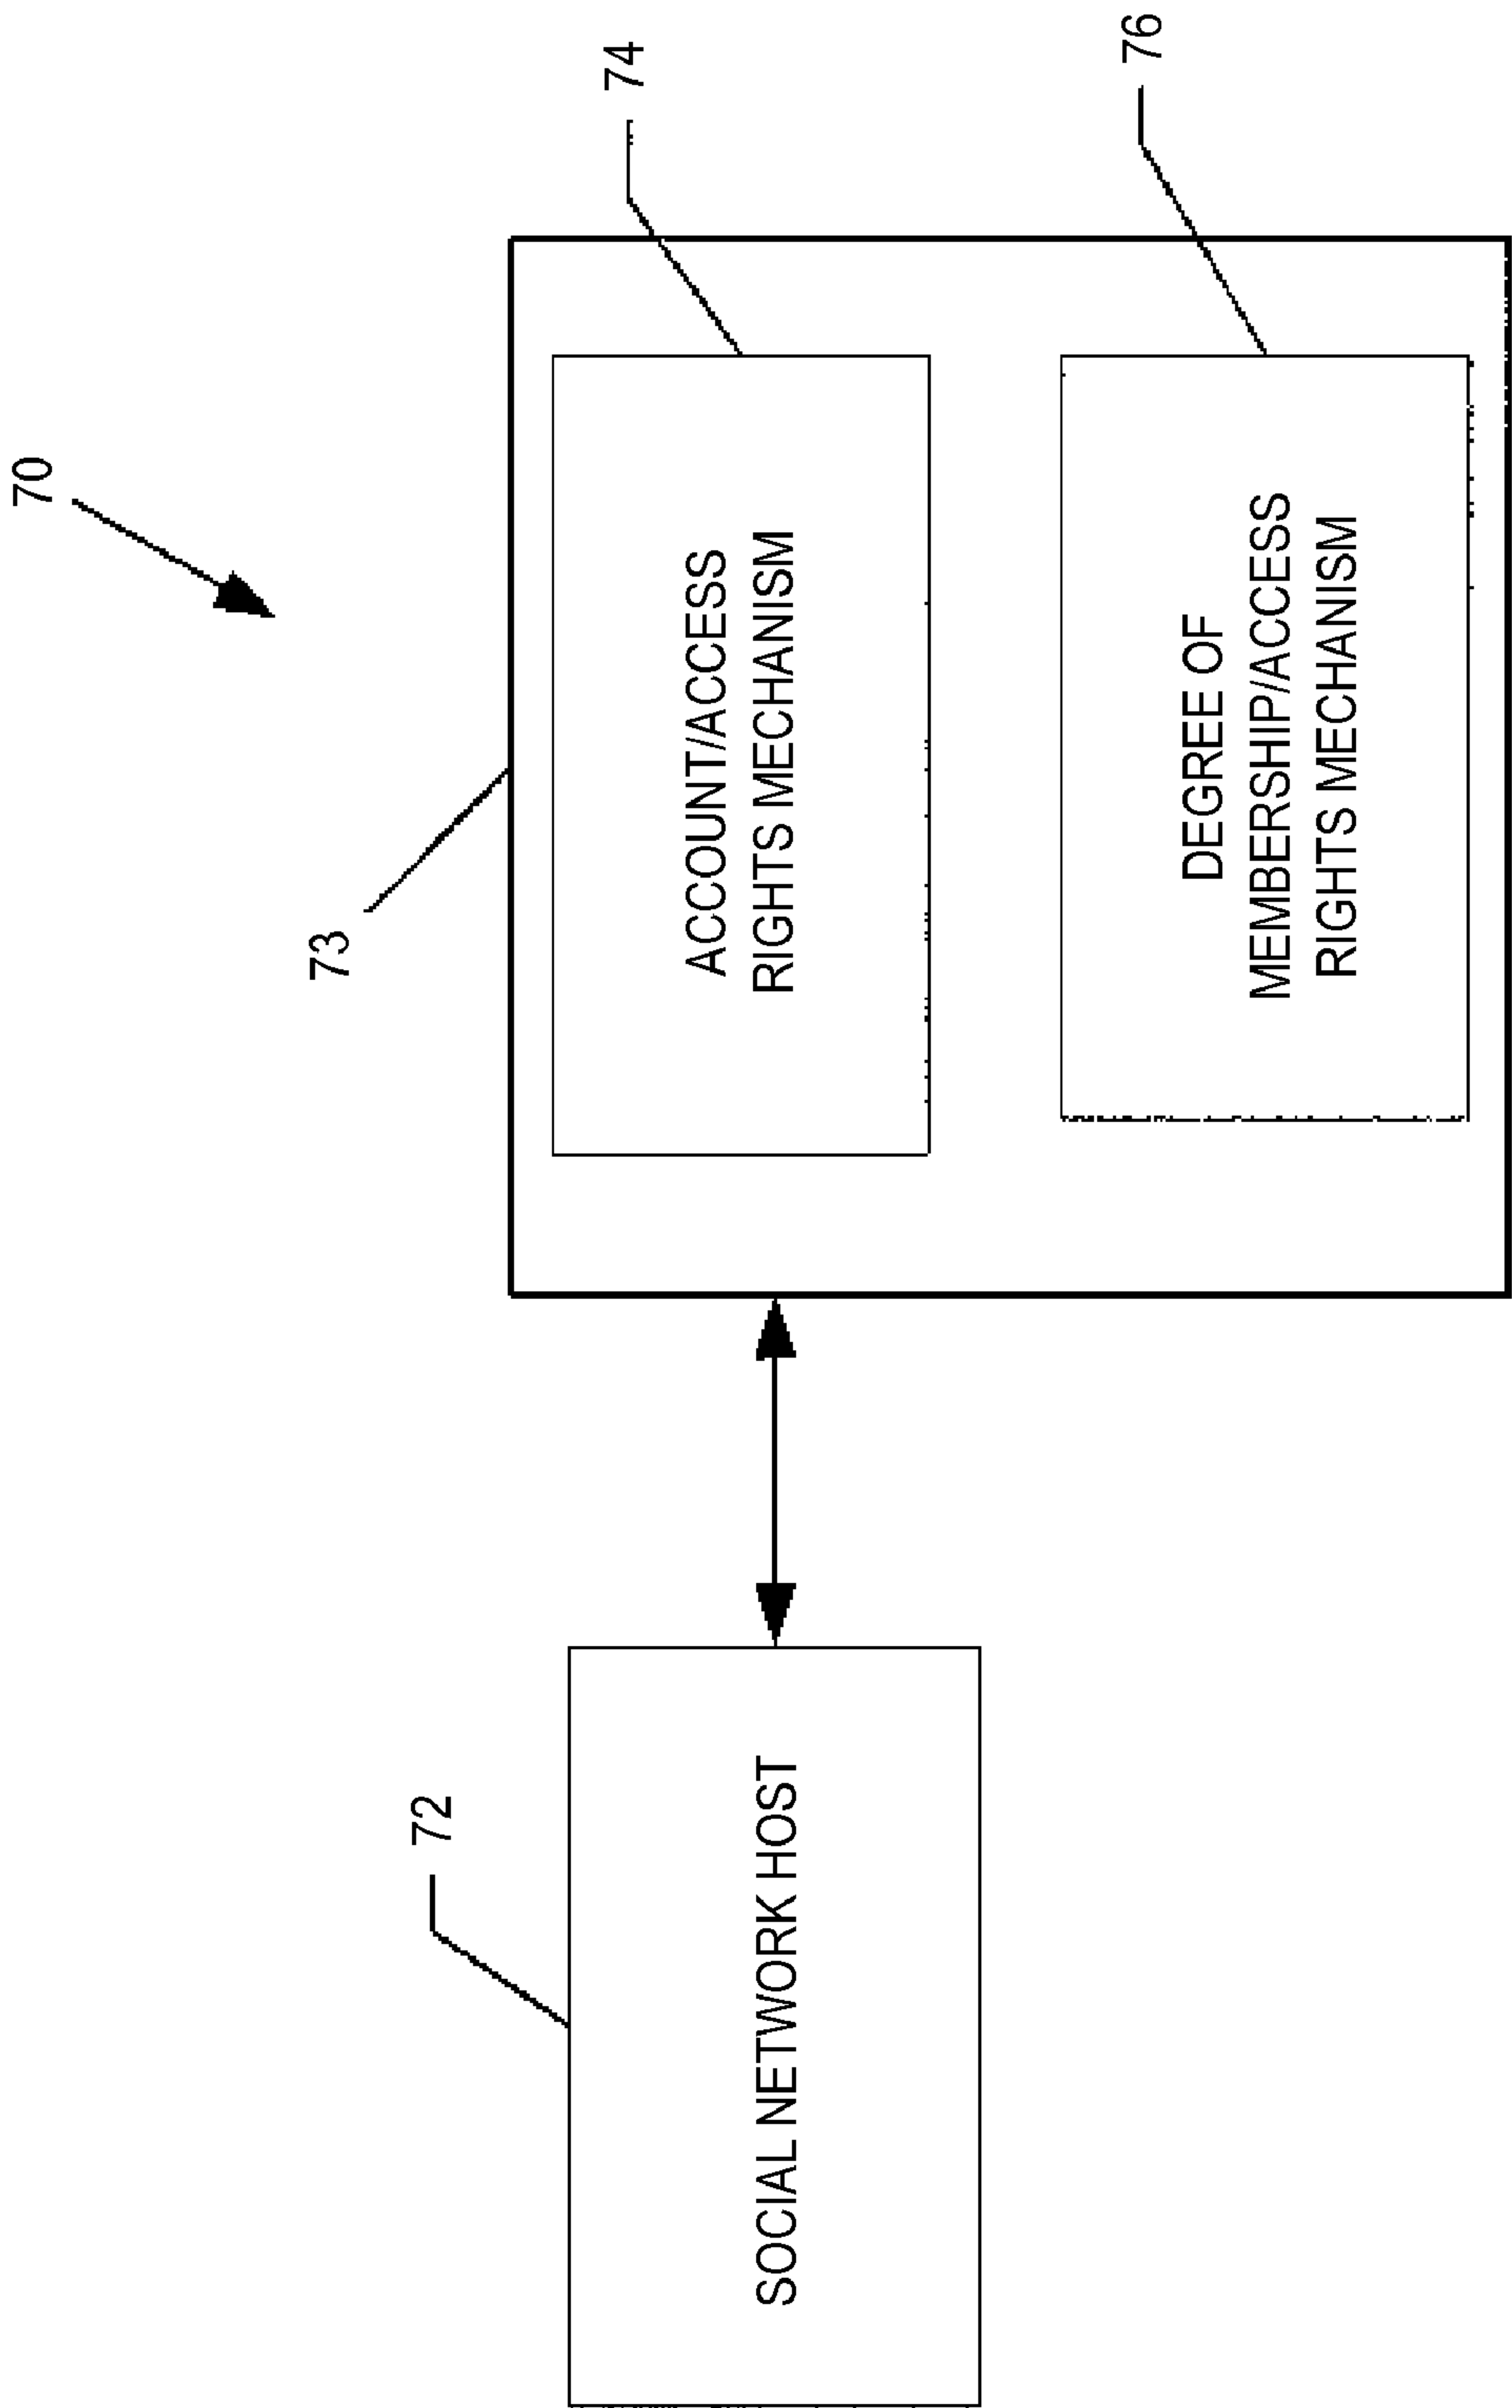 70
73
74
ACCOUNT/ACCESS
RIGHTS MECHANISM
72
SOCIAL NETWORK HOST
76
DEGREE OF
MEMBERSHIP/ACCESS
RIGHTS MECHANISM